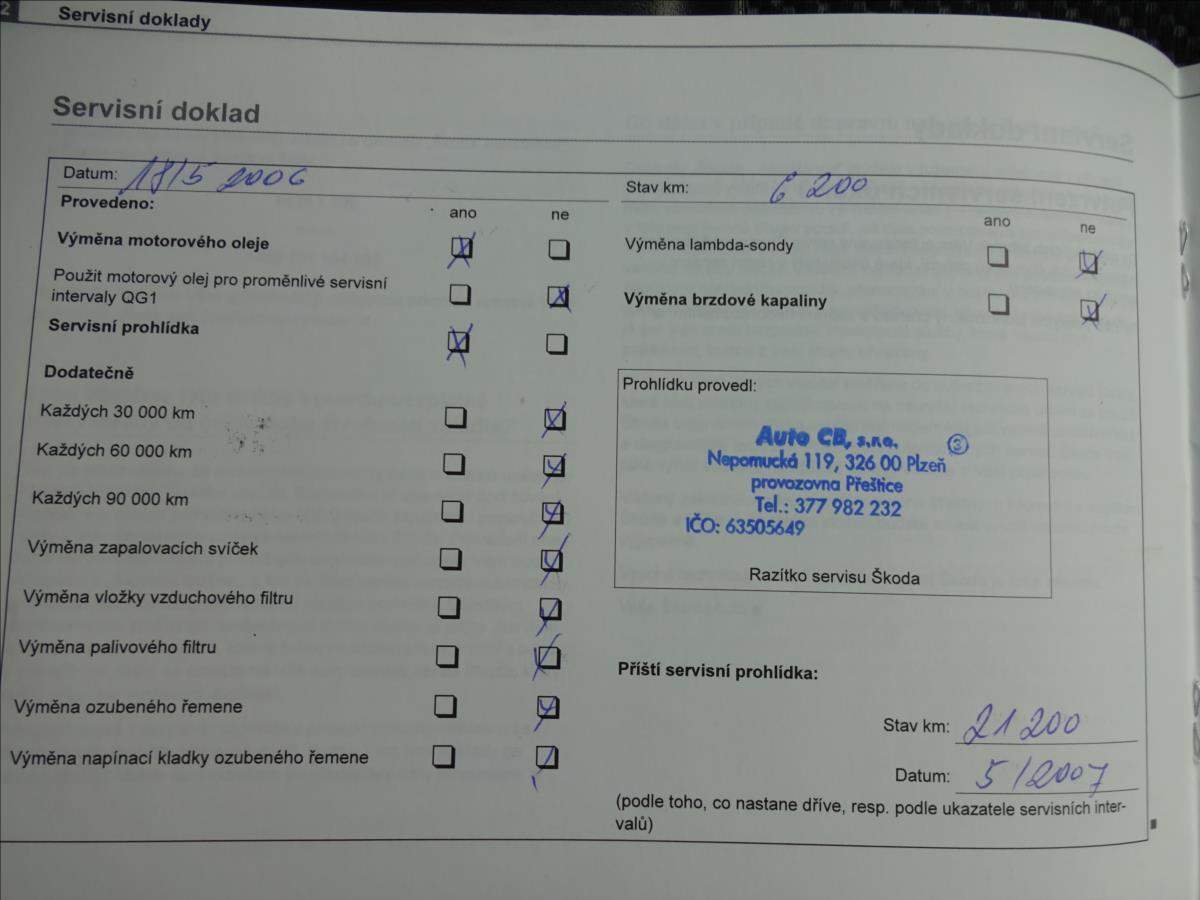 2
Servisní doklady
Servisní doklad
Datum: 2006
Provedeno:
ano ne
Výměna motorového oleje
Použit motorový olej pro proměnlivé servisní
intervaly QG1
Servisní prohlídka
Dodatečně
Každých 30 000 km
Každých 60 000 km
Každých 90 000 km
Výměna zapalovacích svíček
Výměna vložky vzduchového filtru
Výměna palivového filtru
Výměna ozubeného řemene
Výměna napínací kladky ozubeného řemene
Stav km: 6 200
ano ne
Výměna lambda-sondy
Výměna brzdové kapaliny
Prohlídku provedl:
Auto CB, s.r.o. 3
Nepomucká 119, 326 00 Plzeň
provozovna Přeštice
Tel.: 377 982 232
IČO: 63505649
Razítko servisu Škoda
Příští servisní prohlídka:
Stav km: 21 200
Datum: 5/2007
(podle toho, co nastane dříve, resp. podle ukazatele servisních inter-
valů)